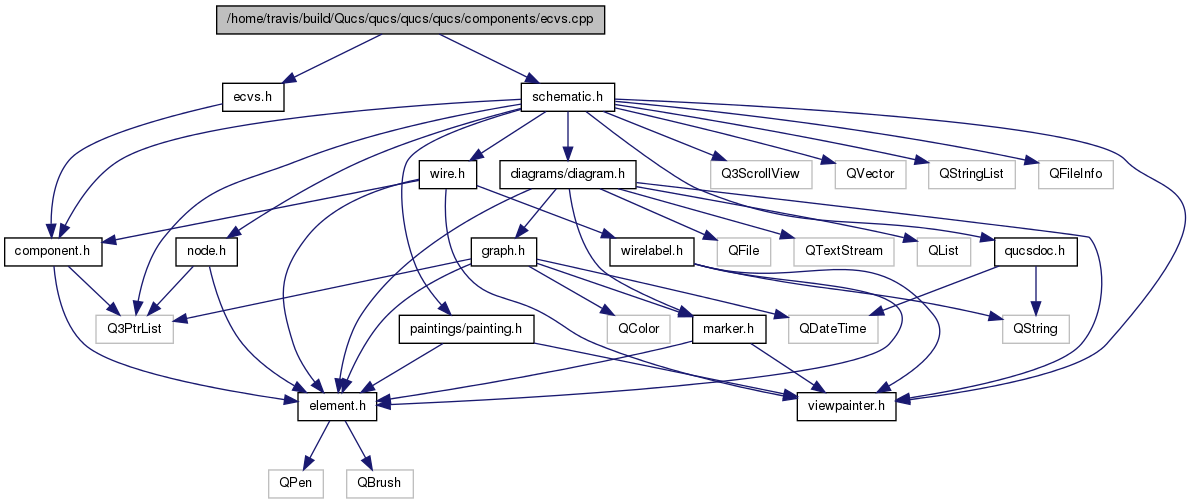 /home/travis/build/Qucs/qucs/qucs/qucs/components/ecvs.cpp
ecvs.h
schematic.h
wire.h
diagrams/diagram.h
Q3ScrollView
QVector
QStringList
QFileInfo
component.h
node.h
graph.h
wirelabel.h
QFile
QTextStream
QList
qucsdoc.h
Q3PtrList
paintings/painting.h
QColor
marker.h
QDateTime
QString
element.h
viewpainter.h
QPen
QBrush